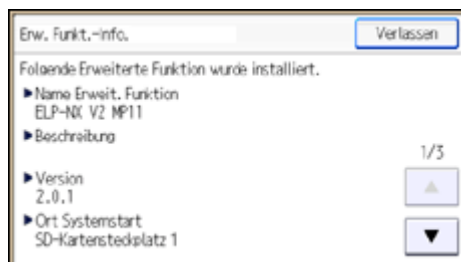 Erw. Funkt.-Info.
Verlassen
Folgende Erweiterte Funktion wurde installiert.
►Name Erweit. Funktion
ELP-NX V2 MP11
►Beschreibung
1/3
►Version
2.0.1
►Ort Systemstart
SD-Kartensteckplatz 1